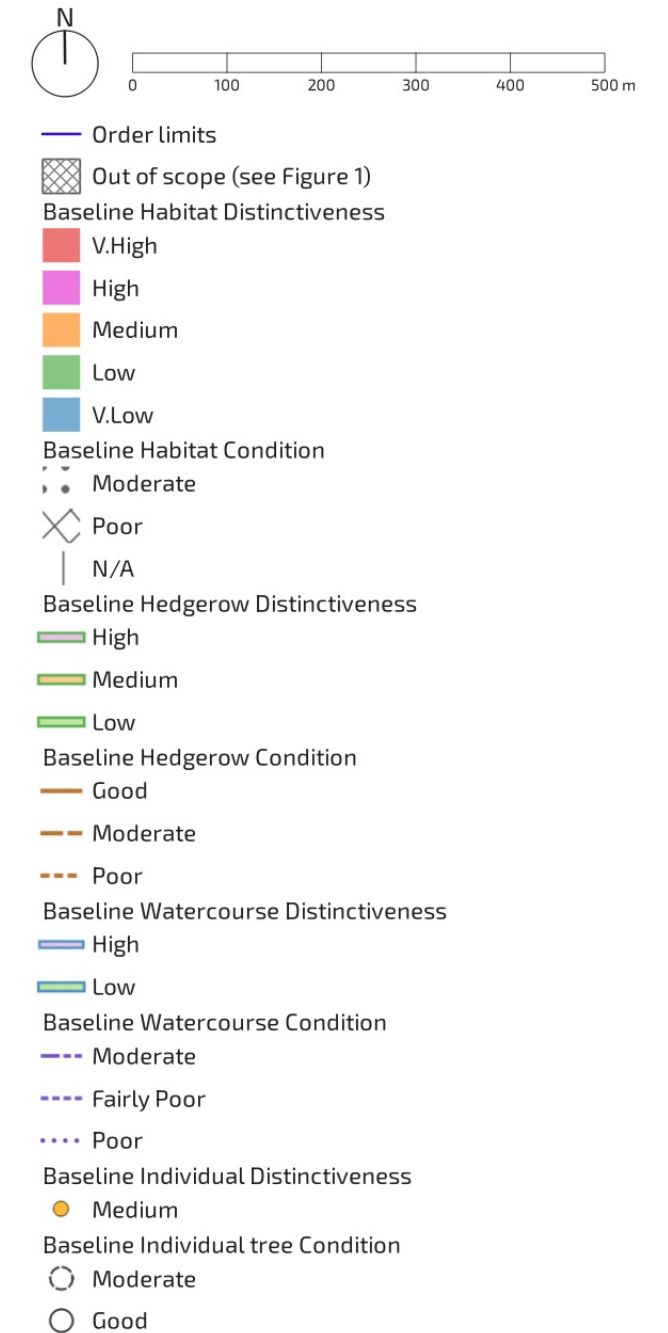 N
0 100 200 300 400 500 m
Order limits
Out of scope (see Figure 1)
Baseline Habitat Distinctiveness
V.High
High
Medium
Low
V.Low
Baseline Habitat Condition
Moderate
Poor
N/A
Baseline Hedgerow Distinctiveness
High
Medium
Low
Baseline Hedgerow Condition
Good
Moderate
Poor
Baseline Watercourse Distinctiveness
High
Low
Baseline Watercourse Condition
Moderate
Fairly Poor
Poor
Baseline Individual Distinctiveness
Medium
Baseline Individual tree Condition
Moderate
Good